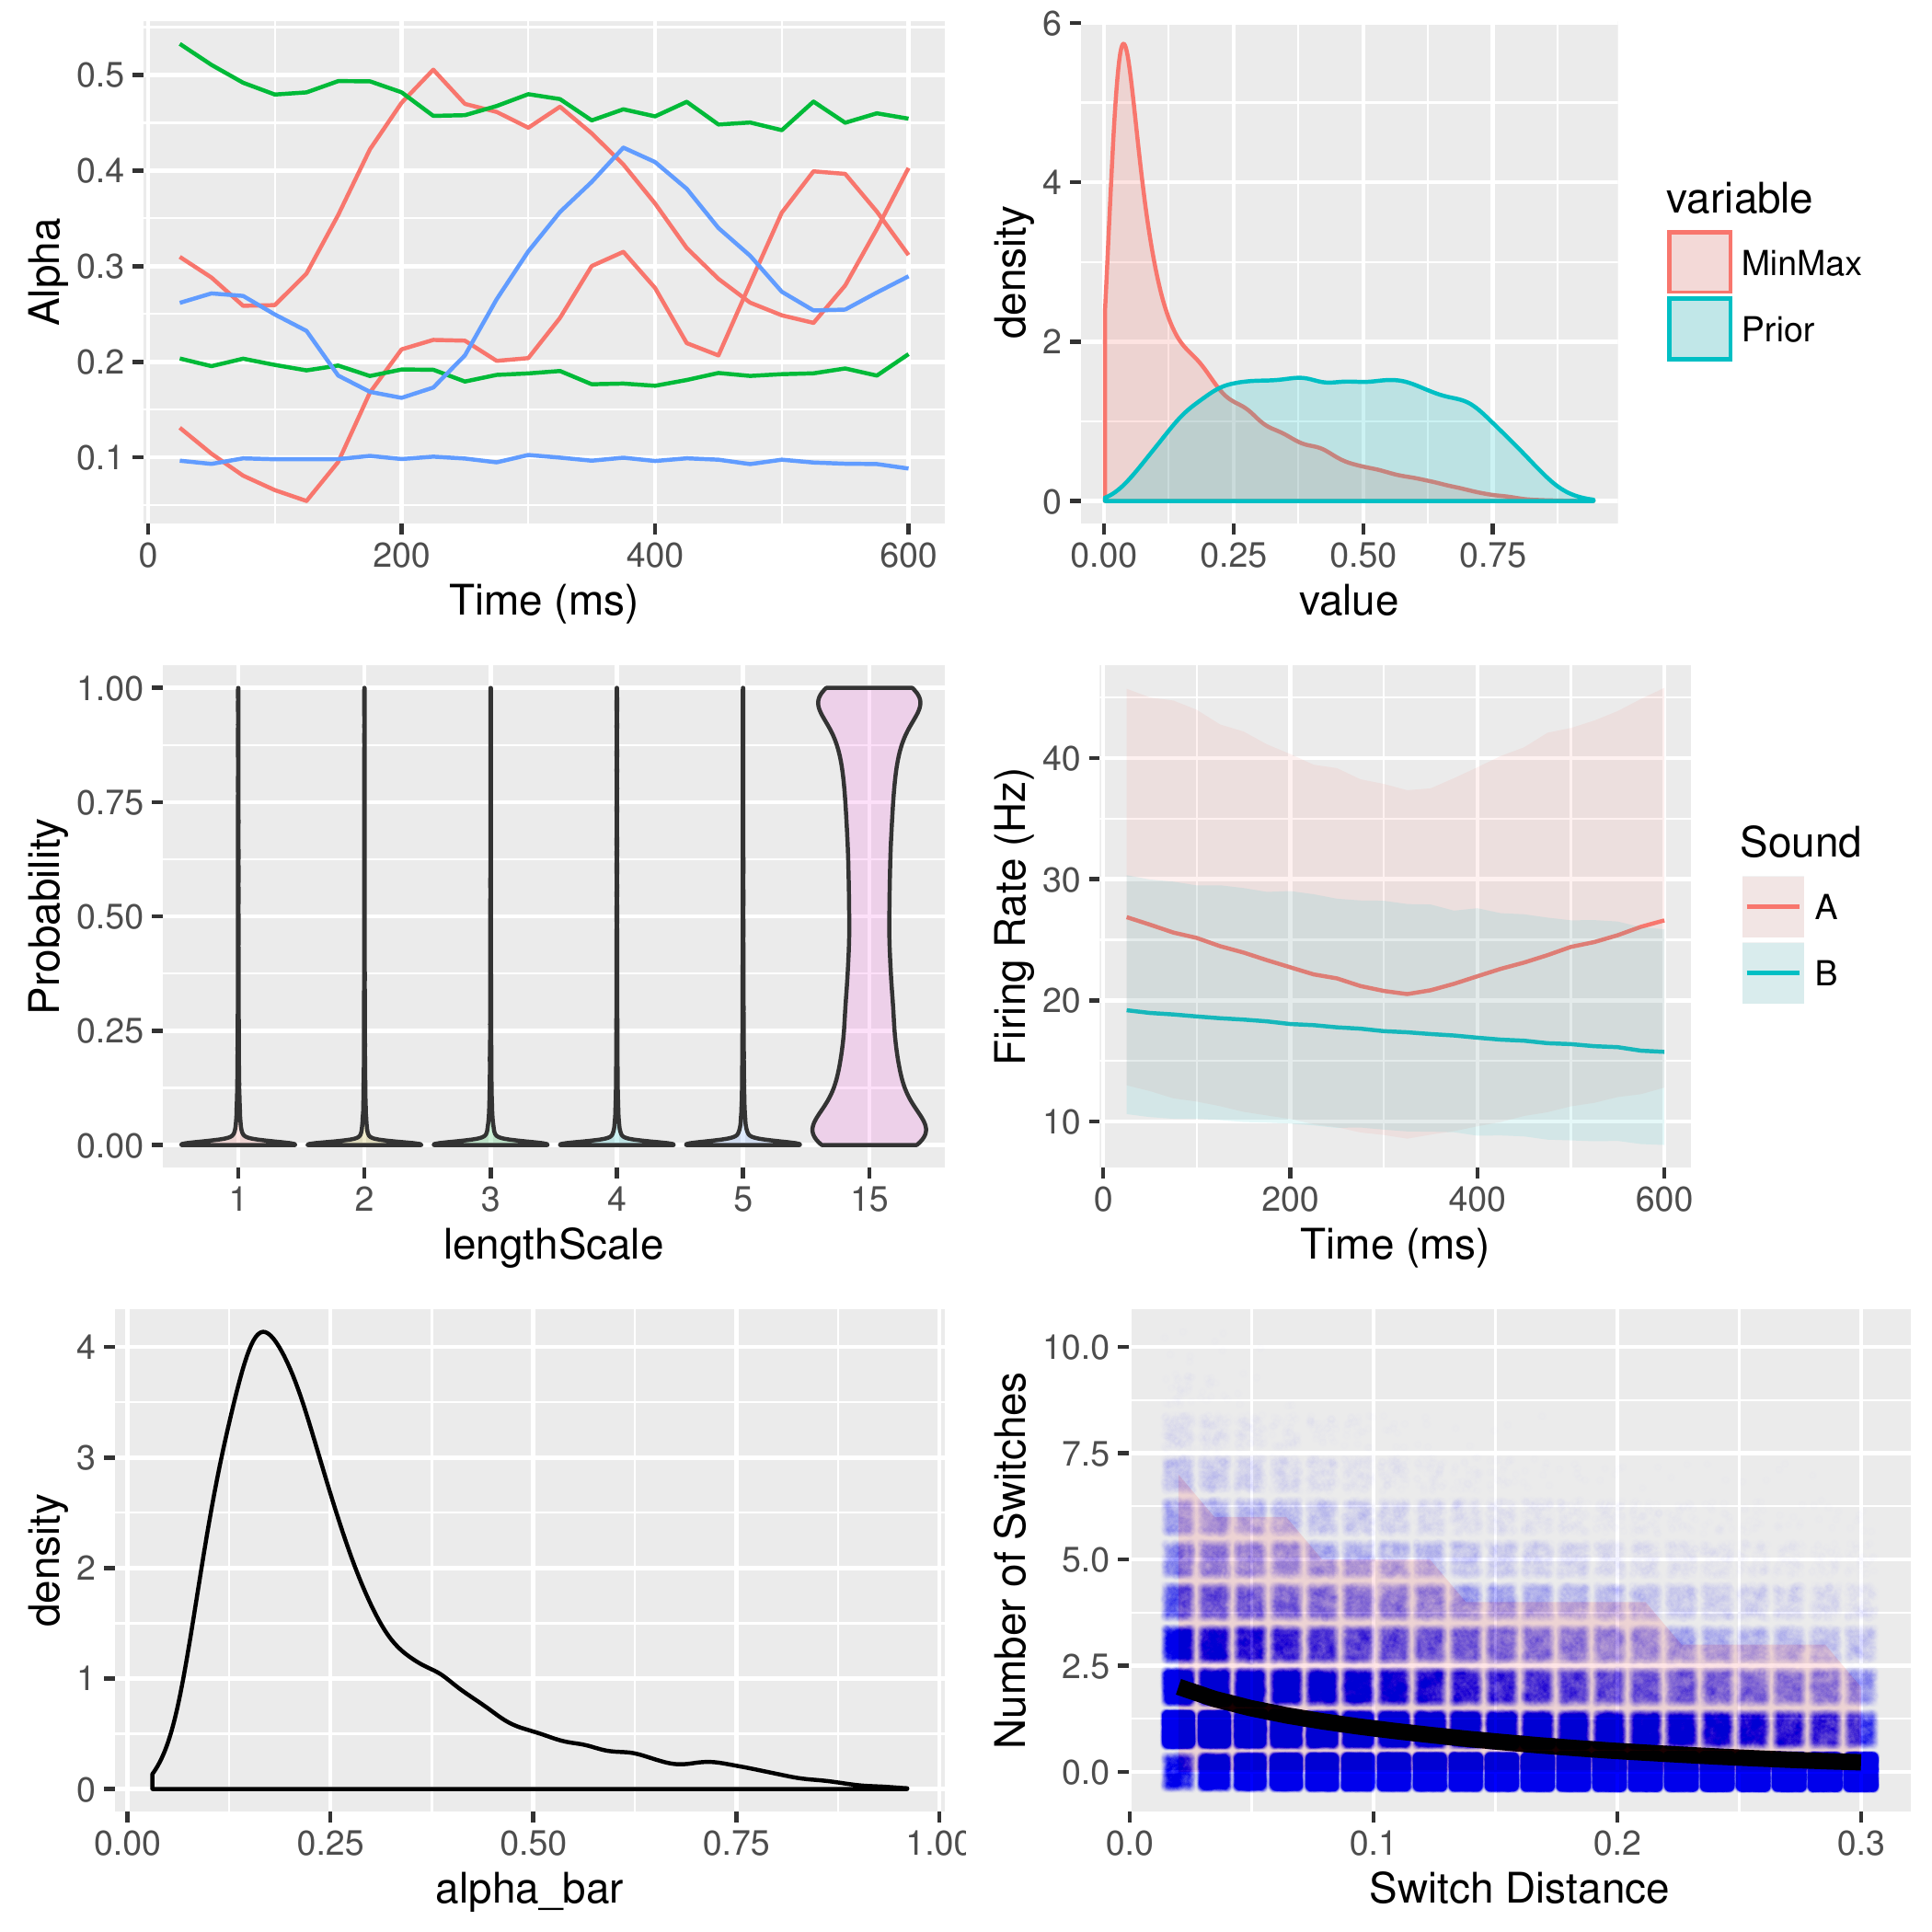 0.5
0.4
0.3
0.2
0.1
Alpha
0 200 400 600
Time (ms)
6
4
2
0
density
0.00 0.25 0.50 0.75
value
variable
MinMax
Prior
1.00
0.75
0.50
0.25
0.00
Probability
1 2 3 4 5 15
lengthScale
40
30
20
10
Firing Rate (Hz)
0 200 400 600
Time (ms)
Sound
A
B
4
3
2
1
0
density
0.00 0.25 0.50 0.75 1.00
alpha_bar
10.0
7.5
5.0
2.5
0.0
Number of Switches
0.0 0.1 0.2 0.3
Switch Distance